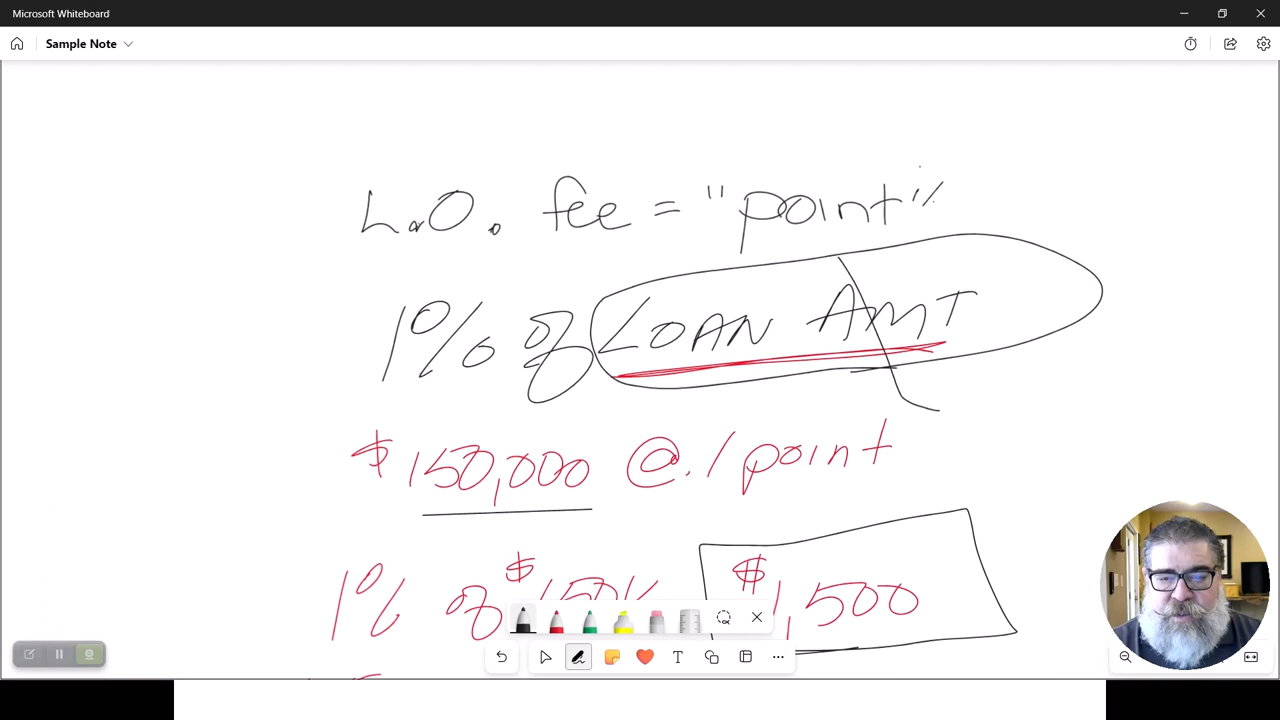 Microsoft Whiteboard
Sample Note
L.O. fee = "point"
1% of LOAN AMT
$150,000 @ 1 point
1% of $150K $1,500